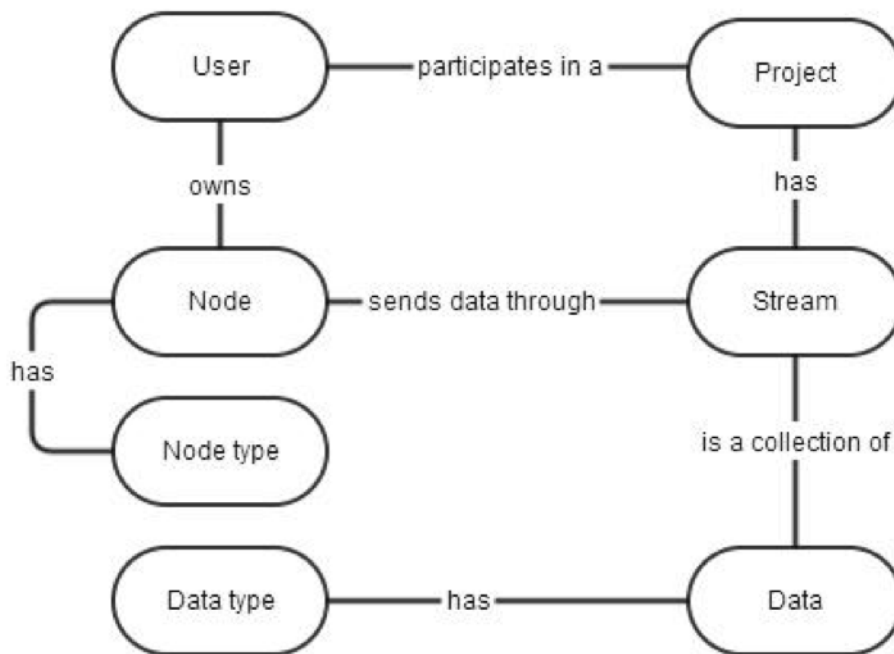 User
participates in a
Project
owns
has
Node
sends data through
Stream
has
Node type
is a collection of
Data type
has
Data